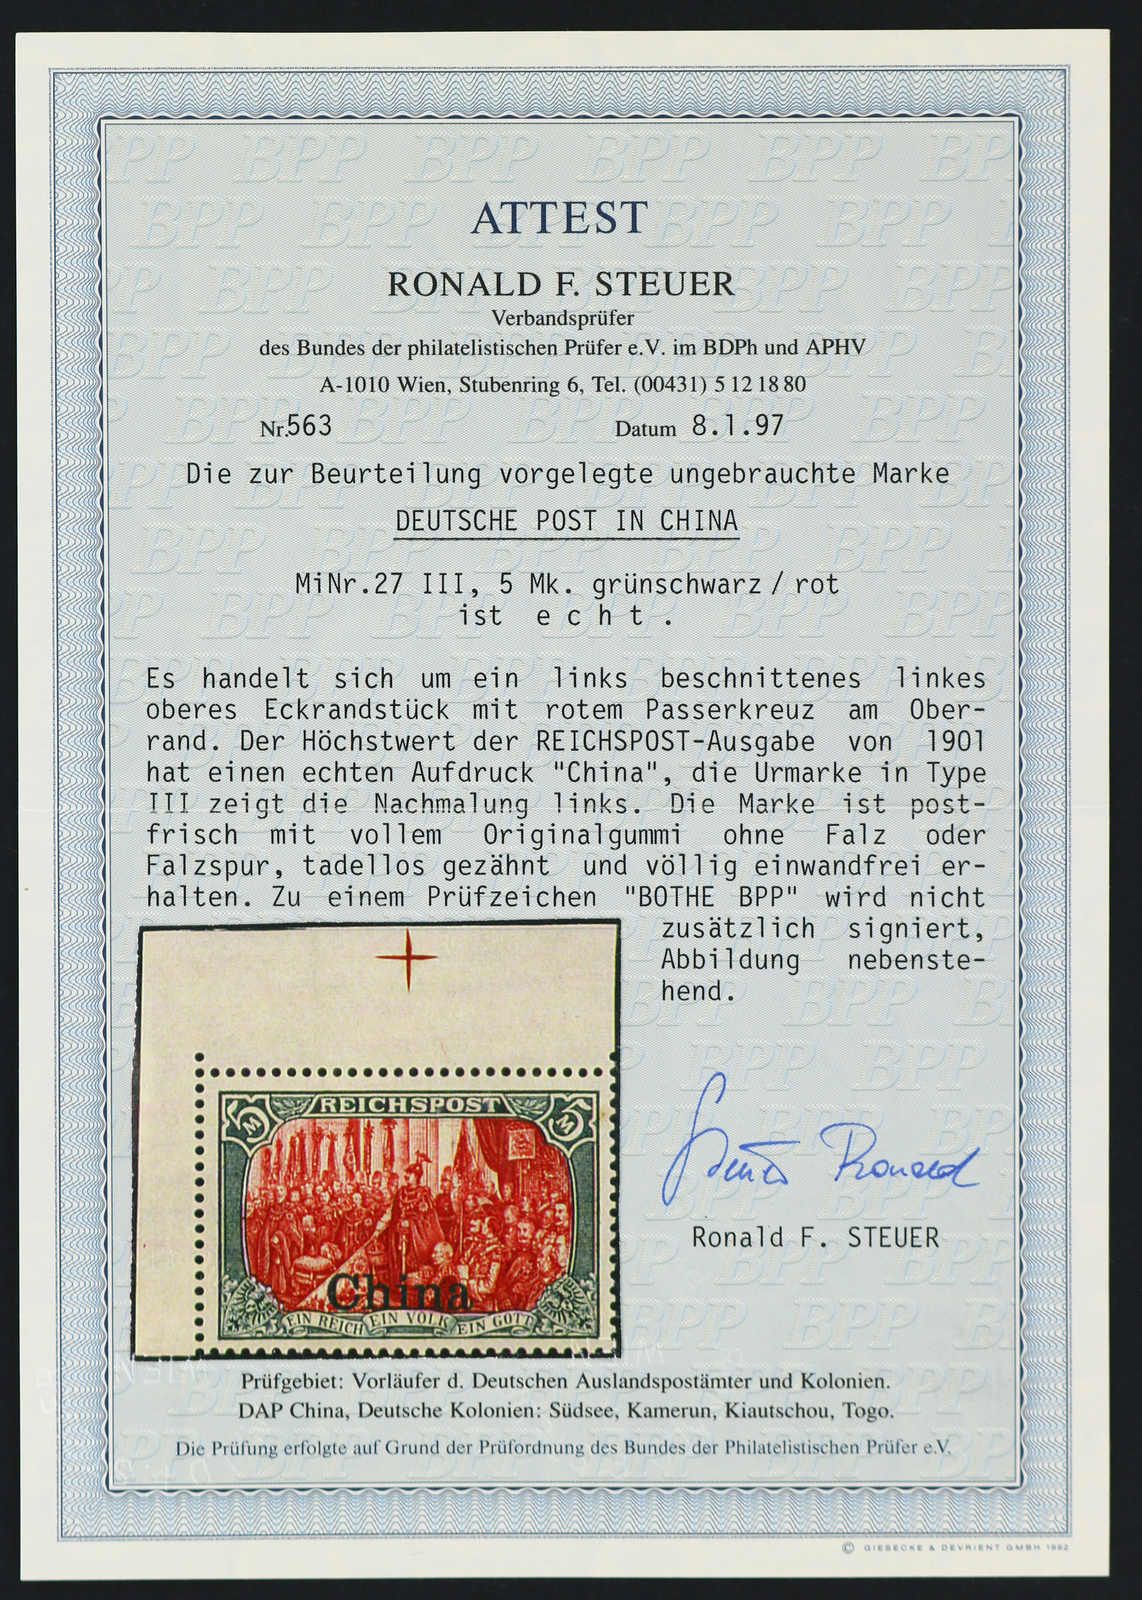 ATTEST
RONALD F. STEUER
Verbandsprüfer
des Bundes der philatelistischen Prüfer e.V. im BDPh und APHV
A-1010 Wien, Stubenring 6, Tel. (00431) 5 12 18 80
Nr.563 Datum 8.1.97
Die zur Beurteilung vorgelegte ungebrauchte Marke
DEUTSCHE POST IN CHINA
MiNr.27 III, 5 Mk. grünschwarz/rot
ist e c h t .
Es handelt sich um ein links beschnittenes linkes
oberes Eckrandstück mit rotem Passerkreuz am Ober-
rand. Der Höchstwert der REICHSPOST-Ausgabe von 1901
hat einen echten Aufdruck "China", die Urmarke in Type
III zeigt die Nachmalung links. Die Marke ist post-
frisch mit vollem Originalgummi ohne Falz oder
Falzspur, tadellos gezähnt und völlig einwandfrei er-
halten. Zu einem Prüfzeichen "BOTHE BPP" wird nicht
zusätzlich signiert,
Abbildung nebenste-
hend.
5 M REICHSPOST 5 M
China
EIN REICH EIN VOLK EIN GOTT
Steuer Ronald
Ronald F. STEUER
Prüfgebiet: Vorläufer d. Deutschen Auslandspostämter und Kolonien.
DAP China, Deutsche Kolonien: Südsee, Kamerun, Kiautschou, Togo.
Die Prüfung erfolgte auf Grund der Prüfordnung des Bundes der Philatelistischen Prüfer e.V.
© GIESECKE & DEVRIENT GMBH 1992